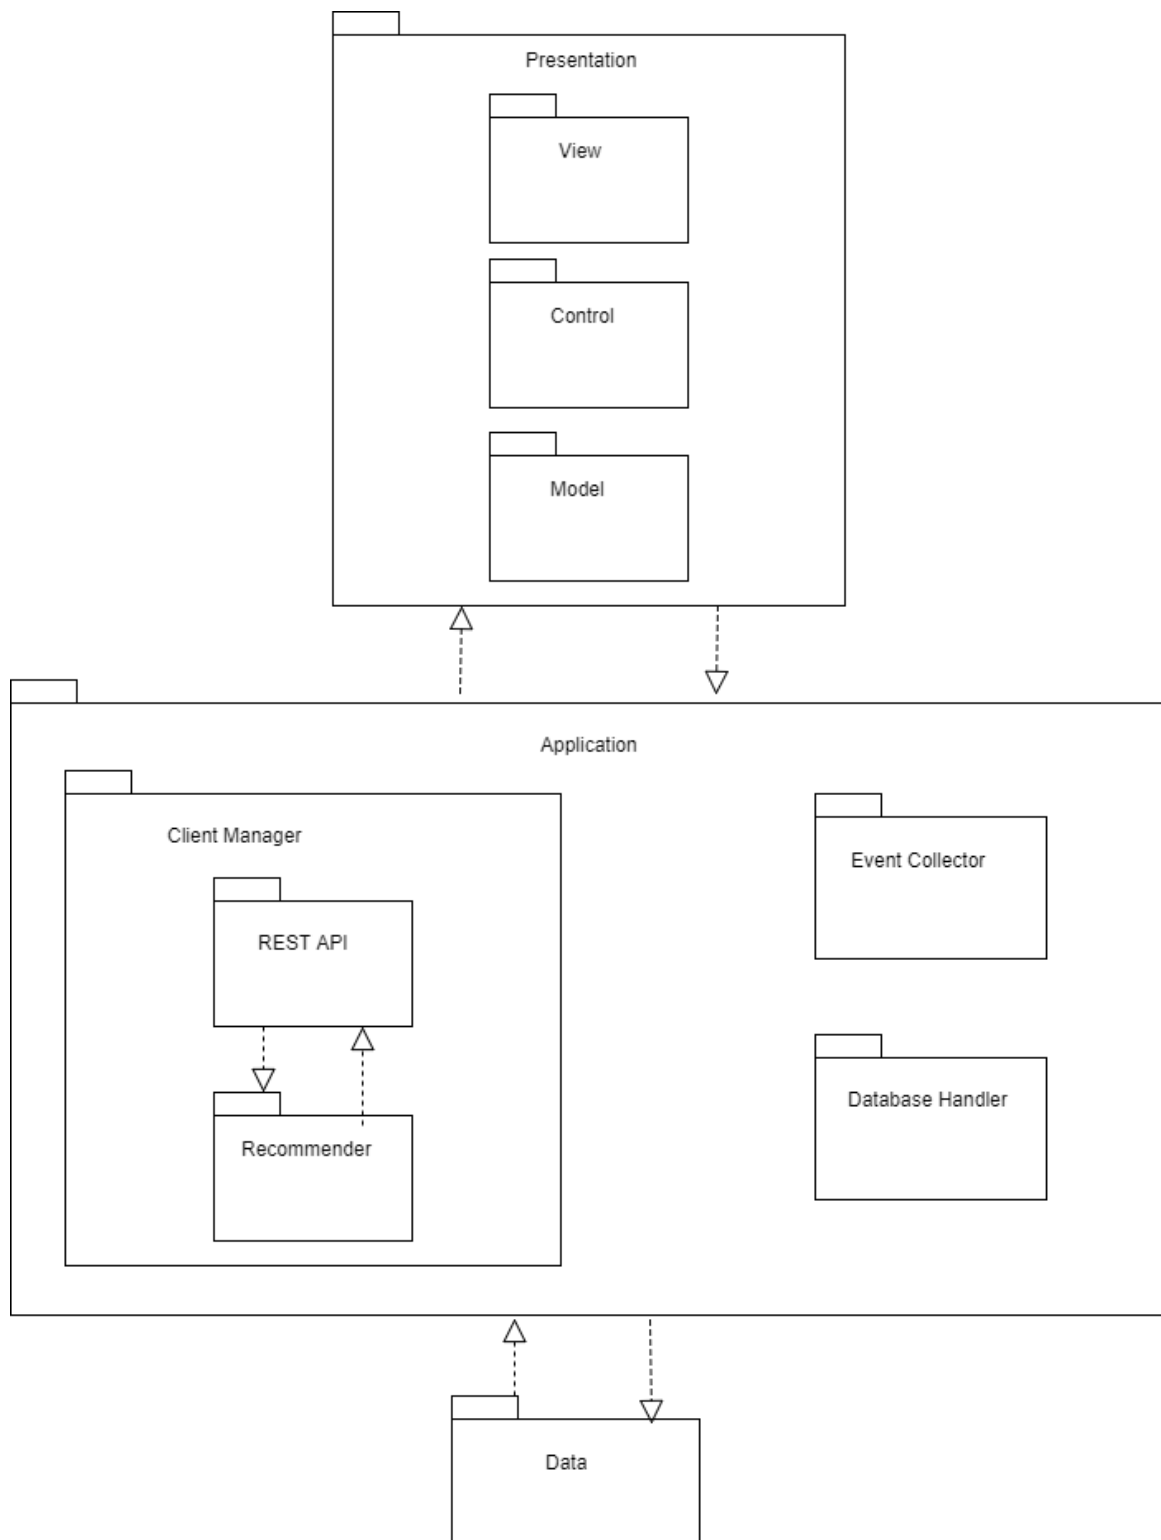 Presentation
View
Control
Model
Application
Client Manager
REST API
Recommender
Event Collector
Database Handler
Data